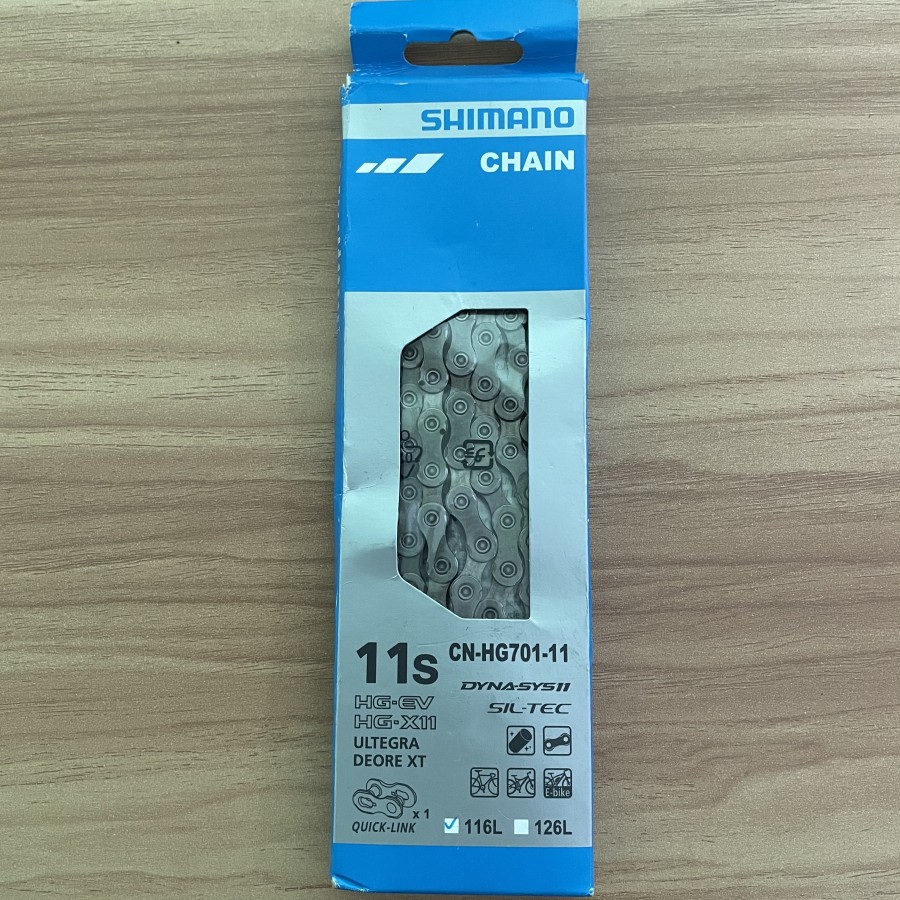 SHIMANO
CHAIN
11s CN-HG701-11
DYNA-SYS11
HG-EV
SIL-TEC
HG-X11
ULTEGRA
DEORE XT
E-bike
x 1
QUICK-LINK
116L
126L